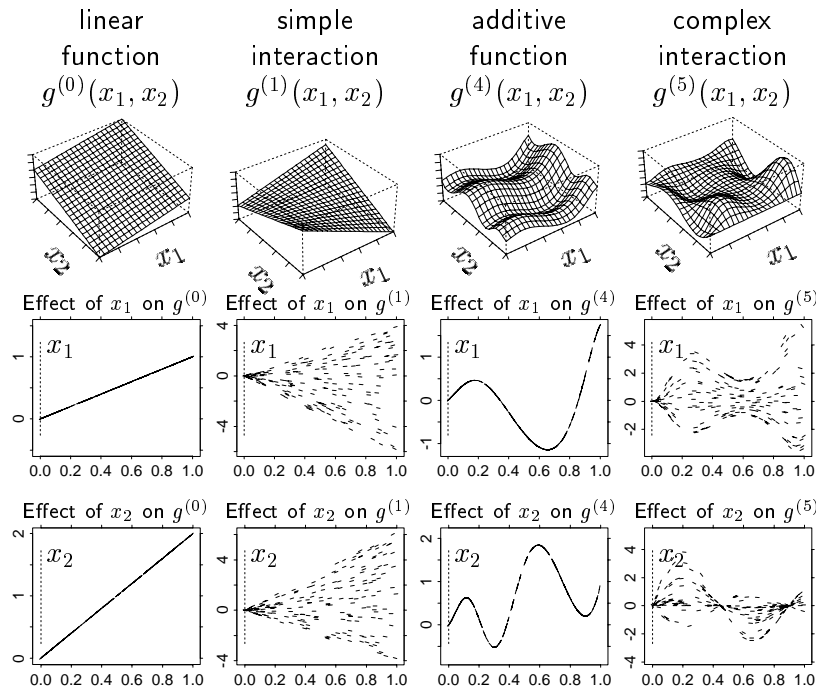 linear simple additive complex
function interaction function interaction
g^{(0)}(x_1, x_2) g^{(1)}(x_1, x_2) g^{(4)}(x_1, x_2) g^{(5)}(x_1, x_2)
x_2 x_1 x_2 x_1 x_2 x_1 x_2 x_1
Effect of x_1 on g^{(0)} Effect of x_1 on g^{(1)} Effect of x_1 on g^{(4)} Effect of x_1 on g^{(5)}
x_1 x_1 x_1 x_1
0 1
-4 0 4
-1 0 1
-2 0 2 4
0.0 0.2 0.4 0.6 0.8 1.0 0.0 0.2 0.4 0.6 0.8 1.0 0.0 0.2 0.4 0.6 0.8 1.0 0.0 0.2 0.4 0.6 0.8 1.0
Effect of x_2 on g^{(0)} Effect of x_2 on g^{(1)} Effect of x_2 on g^{(4)} Effect of x_2 on g^{(5)}
x_2 x_2 x_2 x_2
0 1 2
-4 0 2 4 6
0 1 2
-4 -2 0 2 4
0.0 0.2 0.4 0.6 0.8 1.0 0.0 0.2 0.4 0.6 0.8 1.0 0.0 0.2 0.4 0.6 0.8 1.0 0.0 0.2 0.4 0.6 0.8 1.0